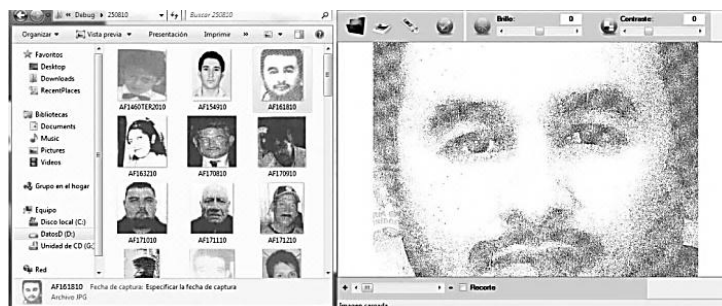 « Debug ▸ 250810
Buscar 250810
Organizar ▾ Vista previa ▾ Presentación Imprimir »
Favoritos
Desktop
Downloads
RecentPlaces
Bibliotecas
Documents
Music
Pictures
Videos
Grupo en el hogar
Equipo
Disco local (C:)
DatosD (D:)
Unidad de CD (G:
Red
AF1460TER2010 AF154910 AF161810
AF163210 AF170810 AF170910
AF171010 AF171110 AF171210
AF161810 Fecha de captura: Especificar la fecha de captura
Archivo JPG
Brillo: 0 Contraste: 0
Recorte
Imagen cargada